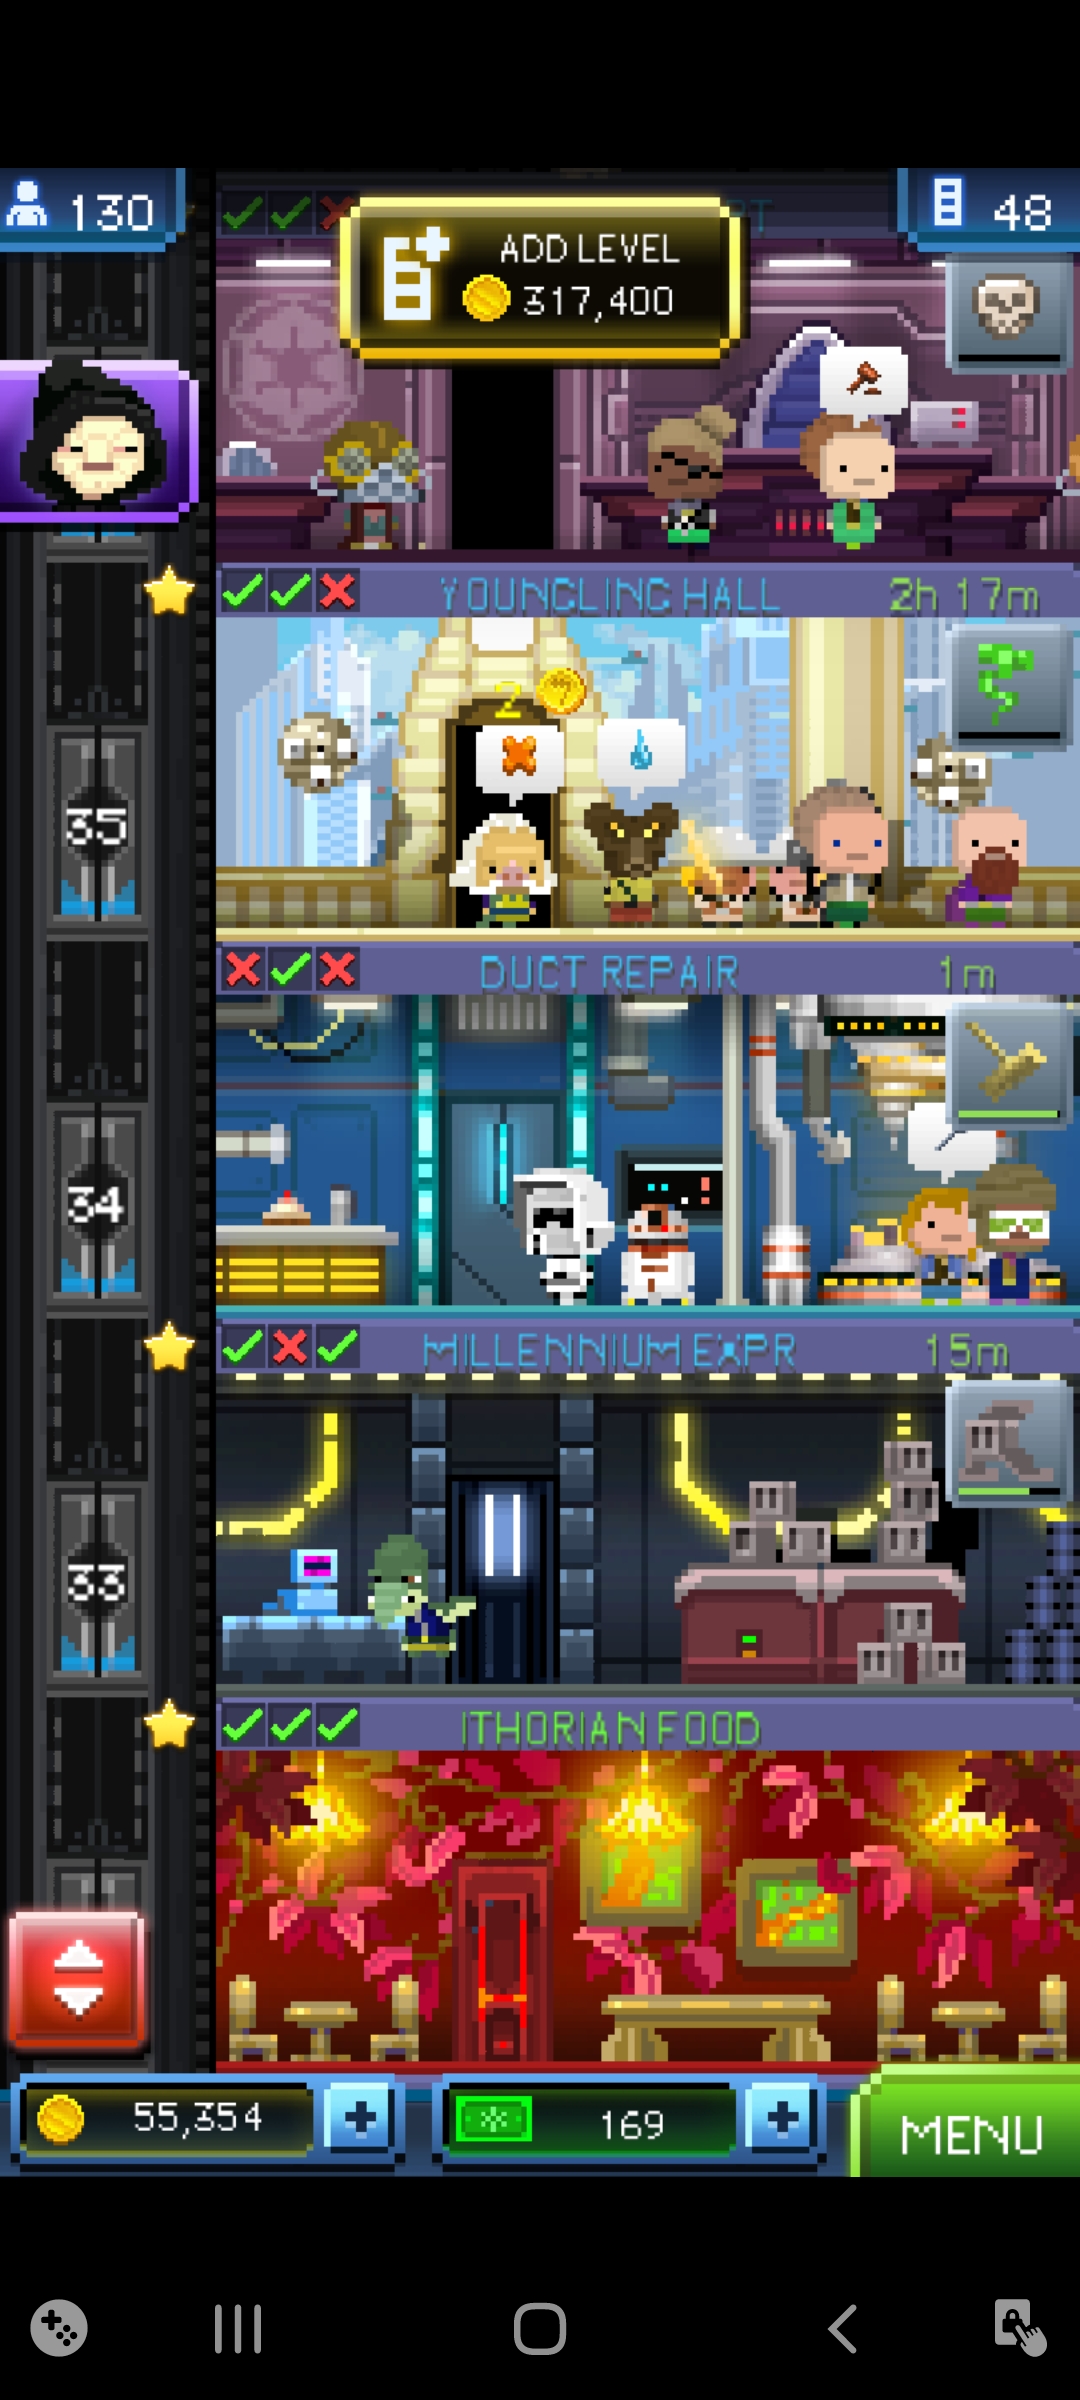 130
48
ADD LEVEL
317,400
YOUNGLING HALL
2h 17m
2
35
DUCT REPAIR
1m
34
MILLENNIUM EXPR
15m
33
ITHORIAN FOOD
55,354
169
MENU